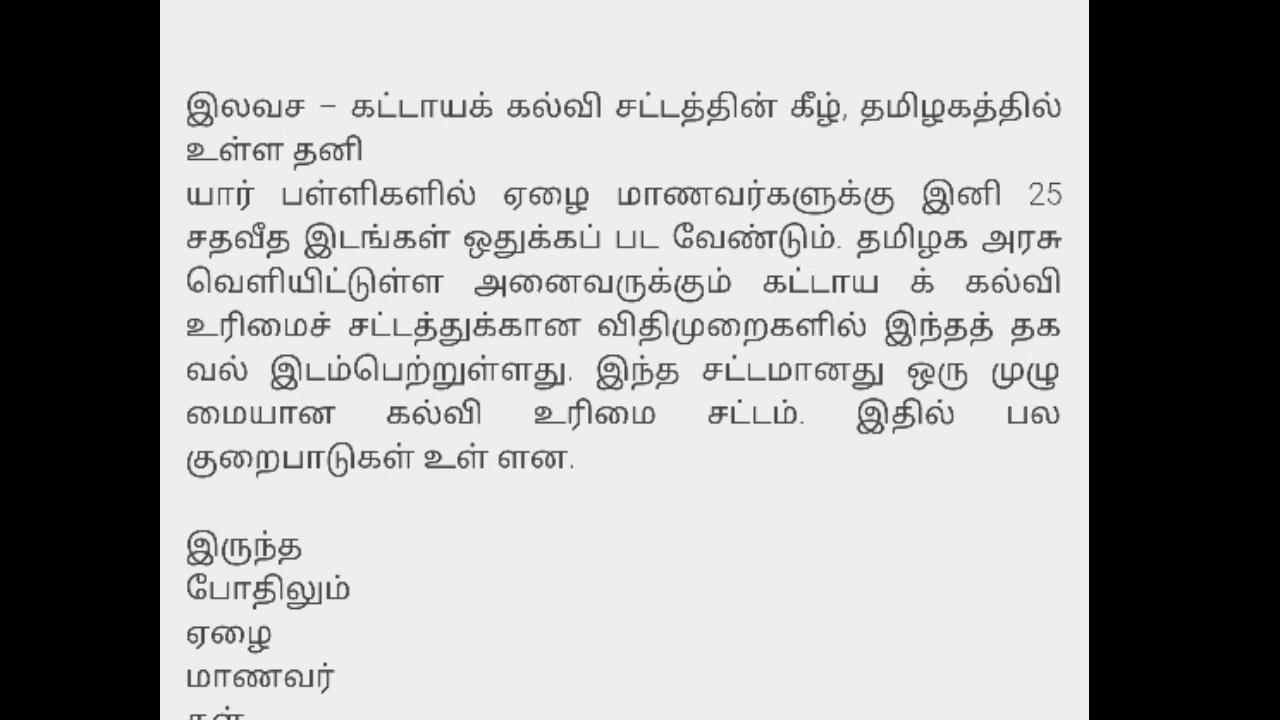 இலவச – கட்டாயக் கல்வி சட்டத்தின் கீழ், தமிழகத்தில்
உள்ள தனி
யார் பள்ளிகளில் ஏழை மாணவர்களுக்கு இனி 25
சதவீத இடங்கள் ஒதுக்கப் பட வேண்டும். தமிழக அரசு
வெளியிட்டுள்ள அனைவருக்கும் கட்டாய க் கல்வி
உரிமைச் சட்டத்துக்கான விதிமுறைகளில் இந்தத் தக
வல் இடம்பெற்றுள்ளது. இந்த சட்டமானது ஒரு முழு
மையான கல்வி உரிமை சட்டம். இதில் பல
குறைபாடுகள் உள் ளன.
இருந்த
போதிலும்
ஏழை
மாணவர்